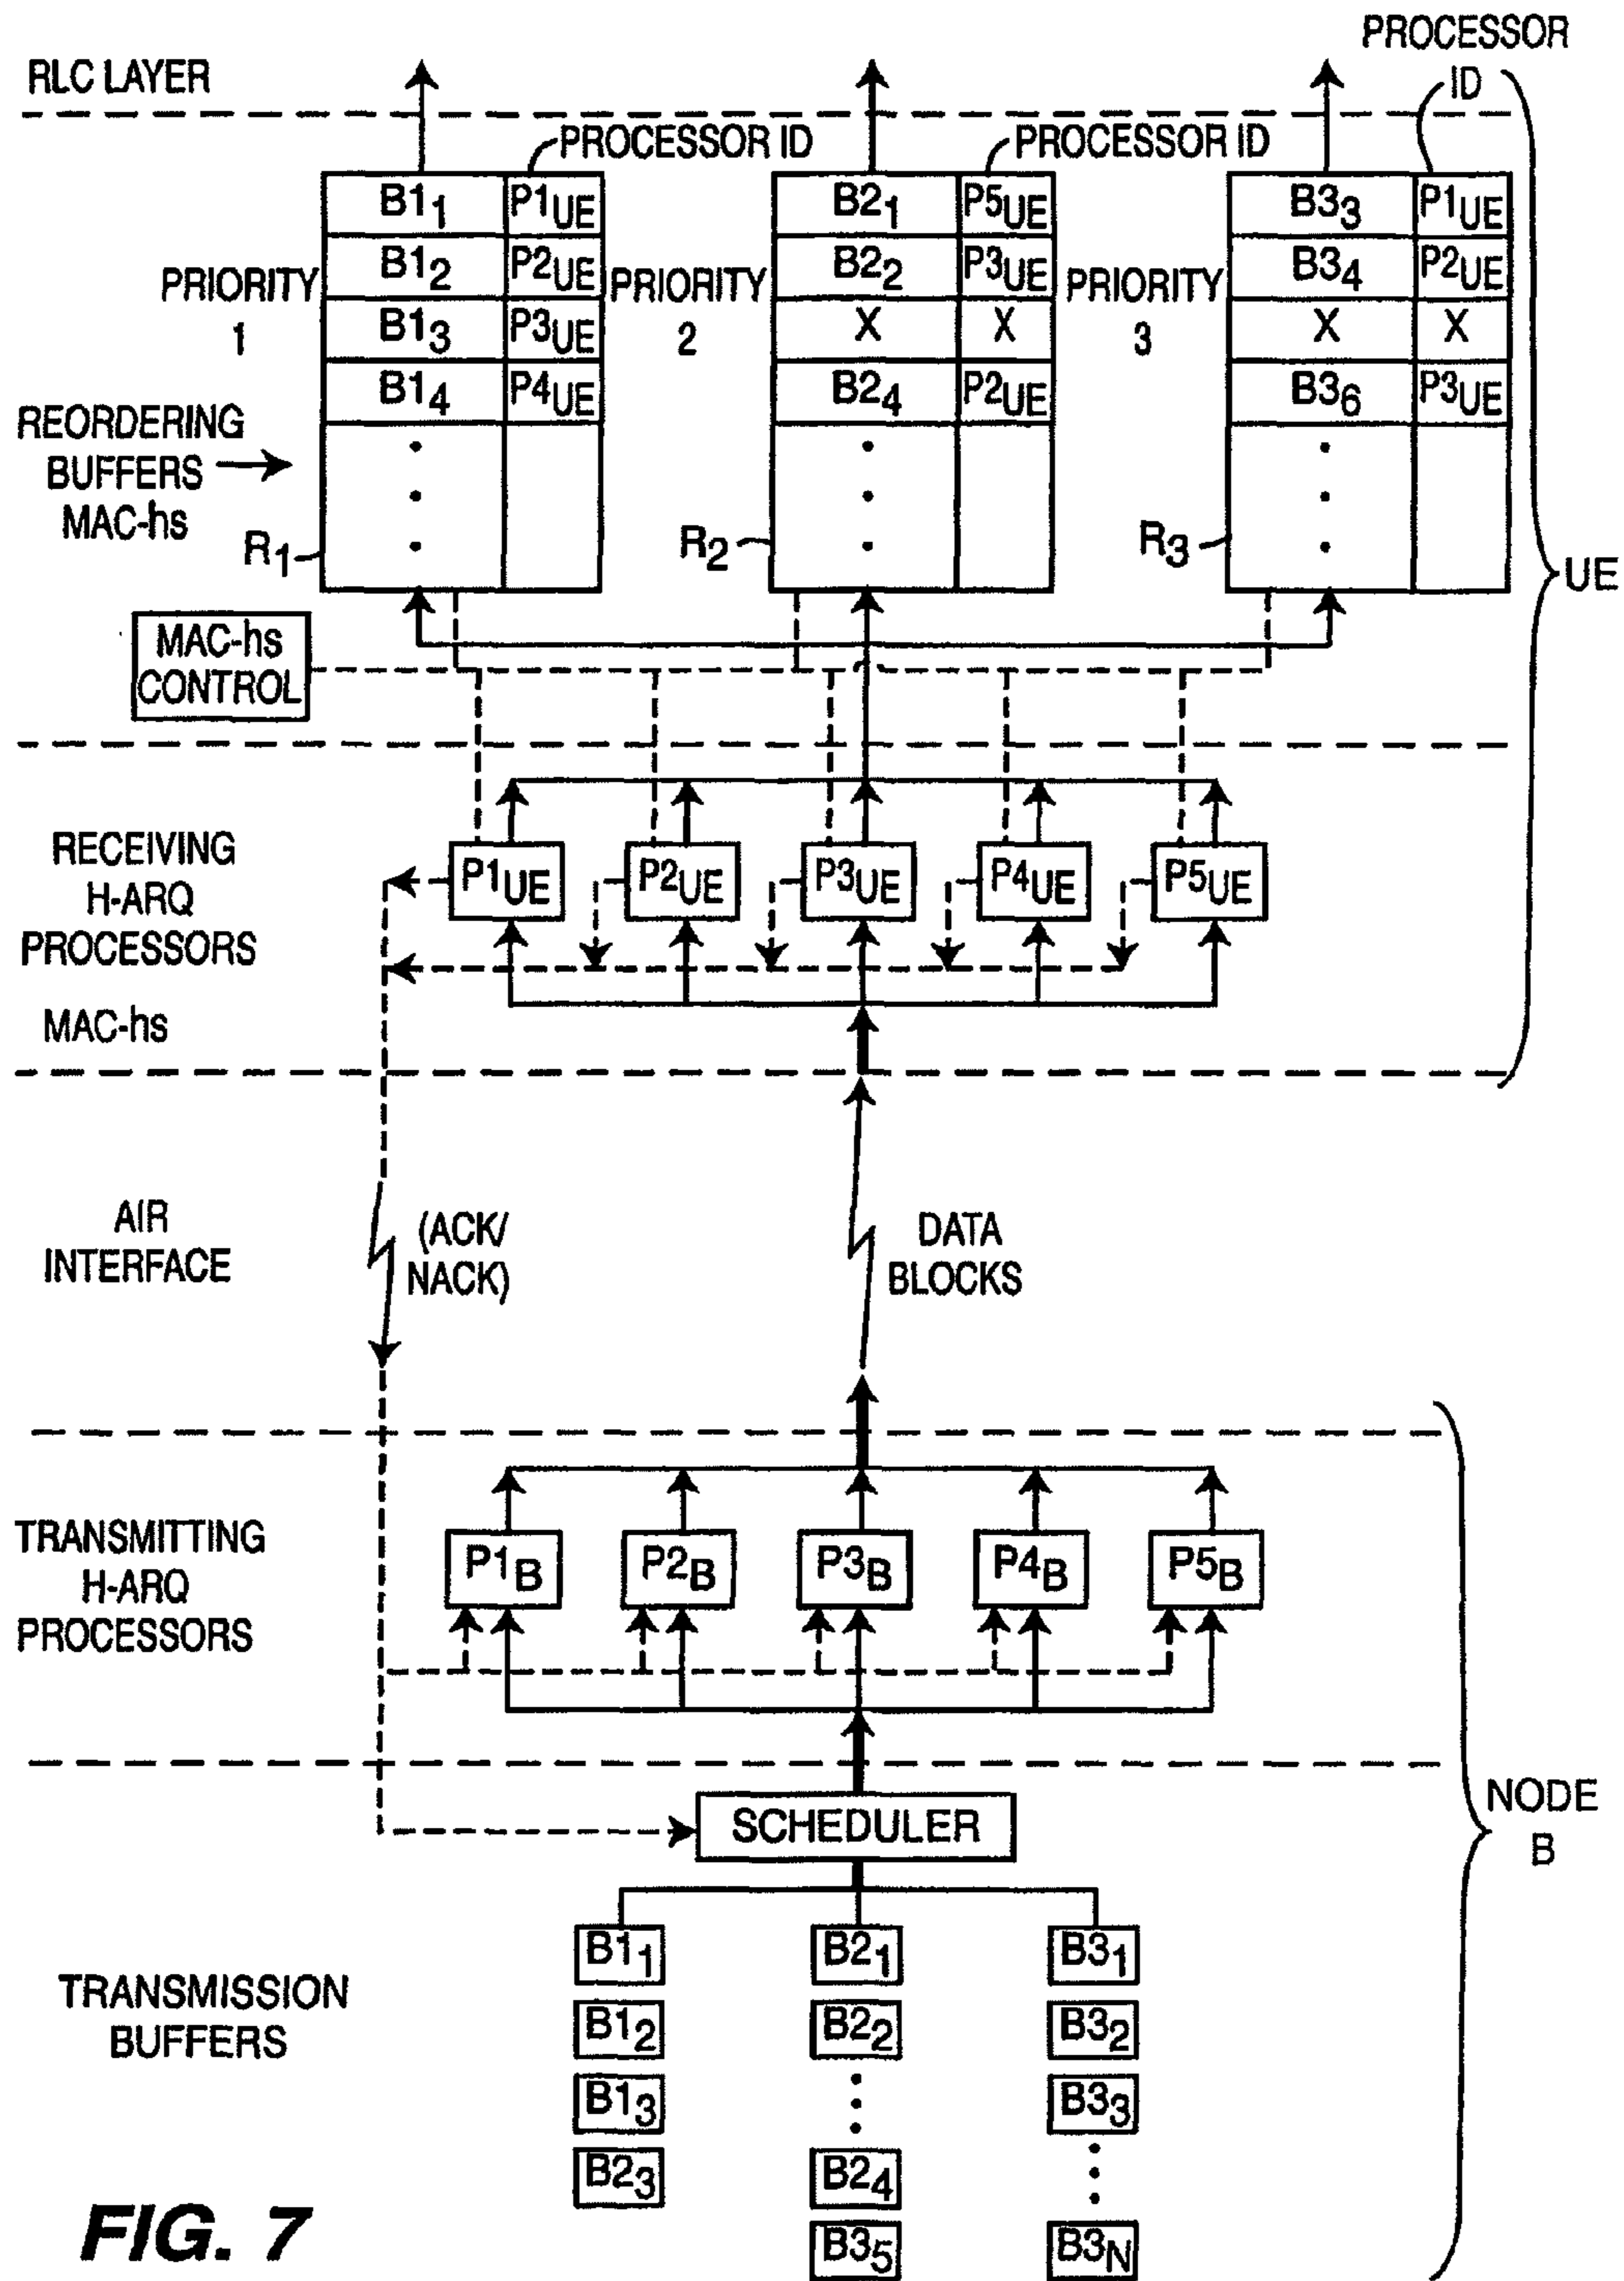 PROCESSOR
ID
RLC LAYER
PROCESSOR ID
PROCESSOR ID
B1₁ P1UE
B1₂ P2UE
B1₃ P3UE
B1₄ P4UE
PRIORITY
1
B2₁ P5UE
B2₂ P3UE
X X
B2₄ P2UE
PRIORITY
2
B3₃ P1UE
B3₄ P2UE
X X
B3₆ P3UE
PRIORITY
3
REORDERING
BUFFERS
MAC-hs
R₁
R₂
R₃
UE
MAC-hs
CONTROL
RECEIVING
H-ARQ
PROCESSORS
MAC-hs
P1UE P2UE P3UE P4UE P5UE
AIR
INTERFACE
(ACK/
NACK)
DATA
BLOCKS
TRANSMITTING
H-ARQ
PROCESSORS
P1B P2B P3B P4B P5B
SCHEDULER
NODE
B
TRANSMISSION
BUFFERS
B1₁ B2₁ B3₁
B1₂ B2₂ B3₂
B1₃ B3₃
B2₃ B2₄
B3₅ B3N
FIG. 7